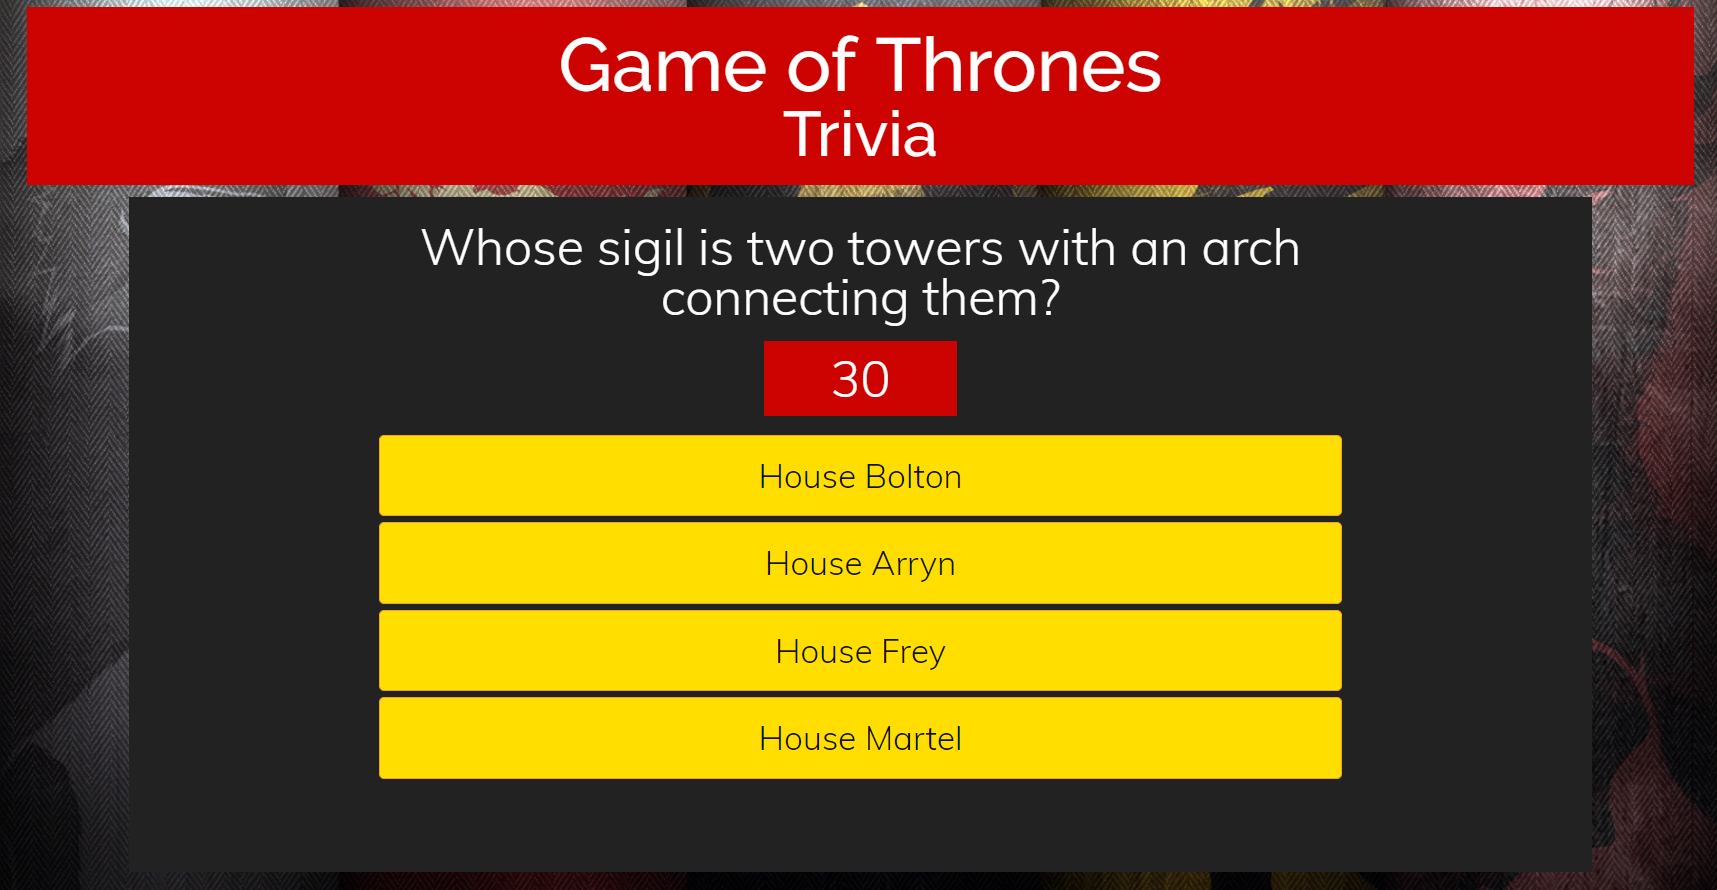 Game of Thrones
Trivia
Whose sigil is two towers with an arch
connecting them?
30
House Bolton
House Arryn
House Frey
House Martel